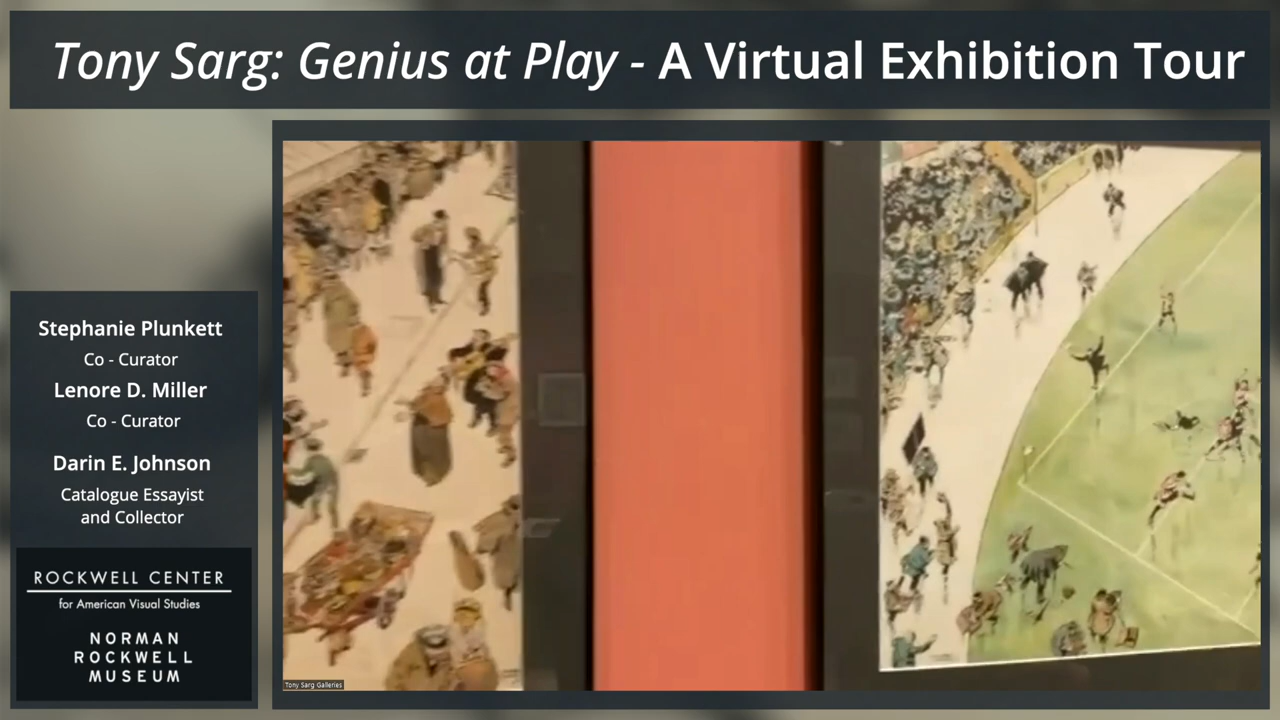 Tony Sarg: Genius at Play - A Virtual Exhibition Tour
Stephanie Plunkett
Co - Curator
Lenore D. Miller
Co - Curator
Darin E. Johnson
Catalogue Essayist
and Collector
ROCKWELL CENTER
for American Visual Studies
NORMAN
ROCKWELL
MUSEUM
Tony Sarg Galleries